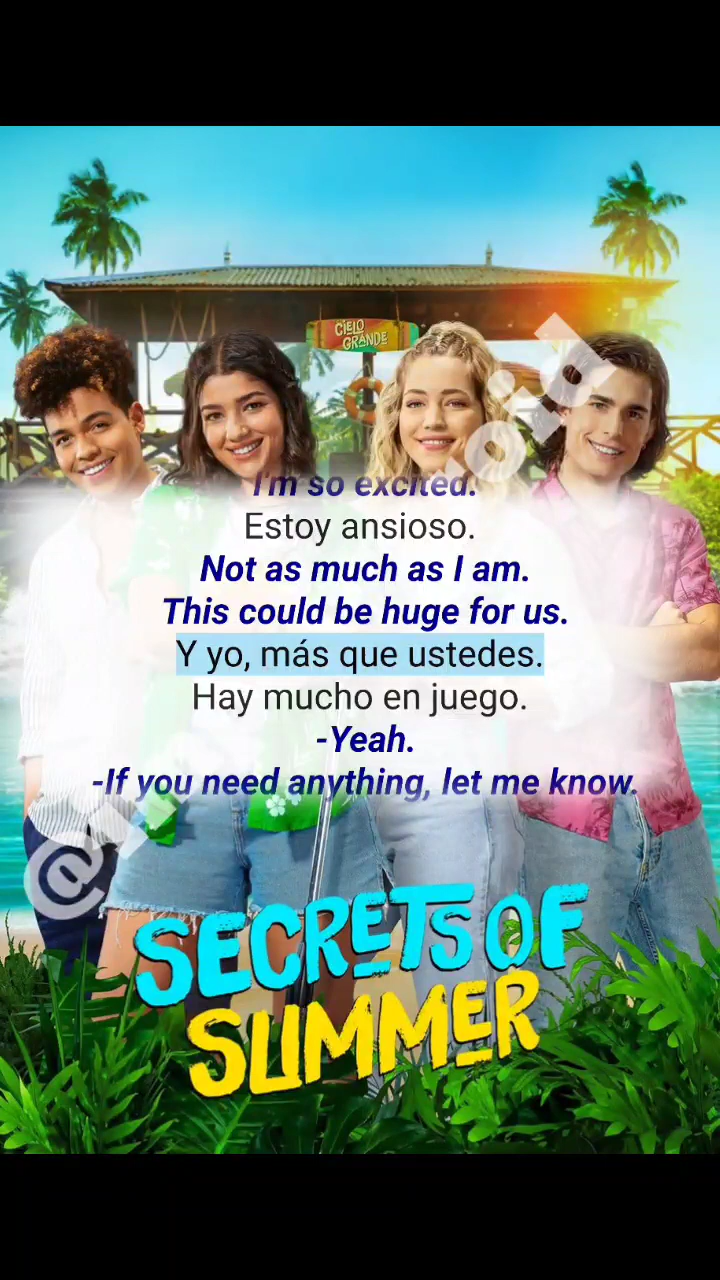 CIELO
GRANDE
I'm so excited.
Estoy ansioso.
Not as much as I am.
This could be huge for us.
Y yo, más que ustedes.
Hay mucho en juego.
-Yeah.
-If you need anything, let me know.
SECRETS OF
SUMMER